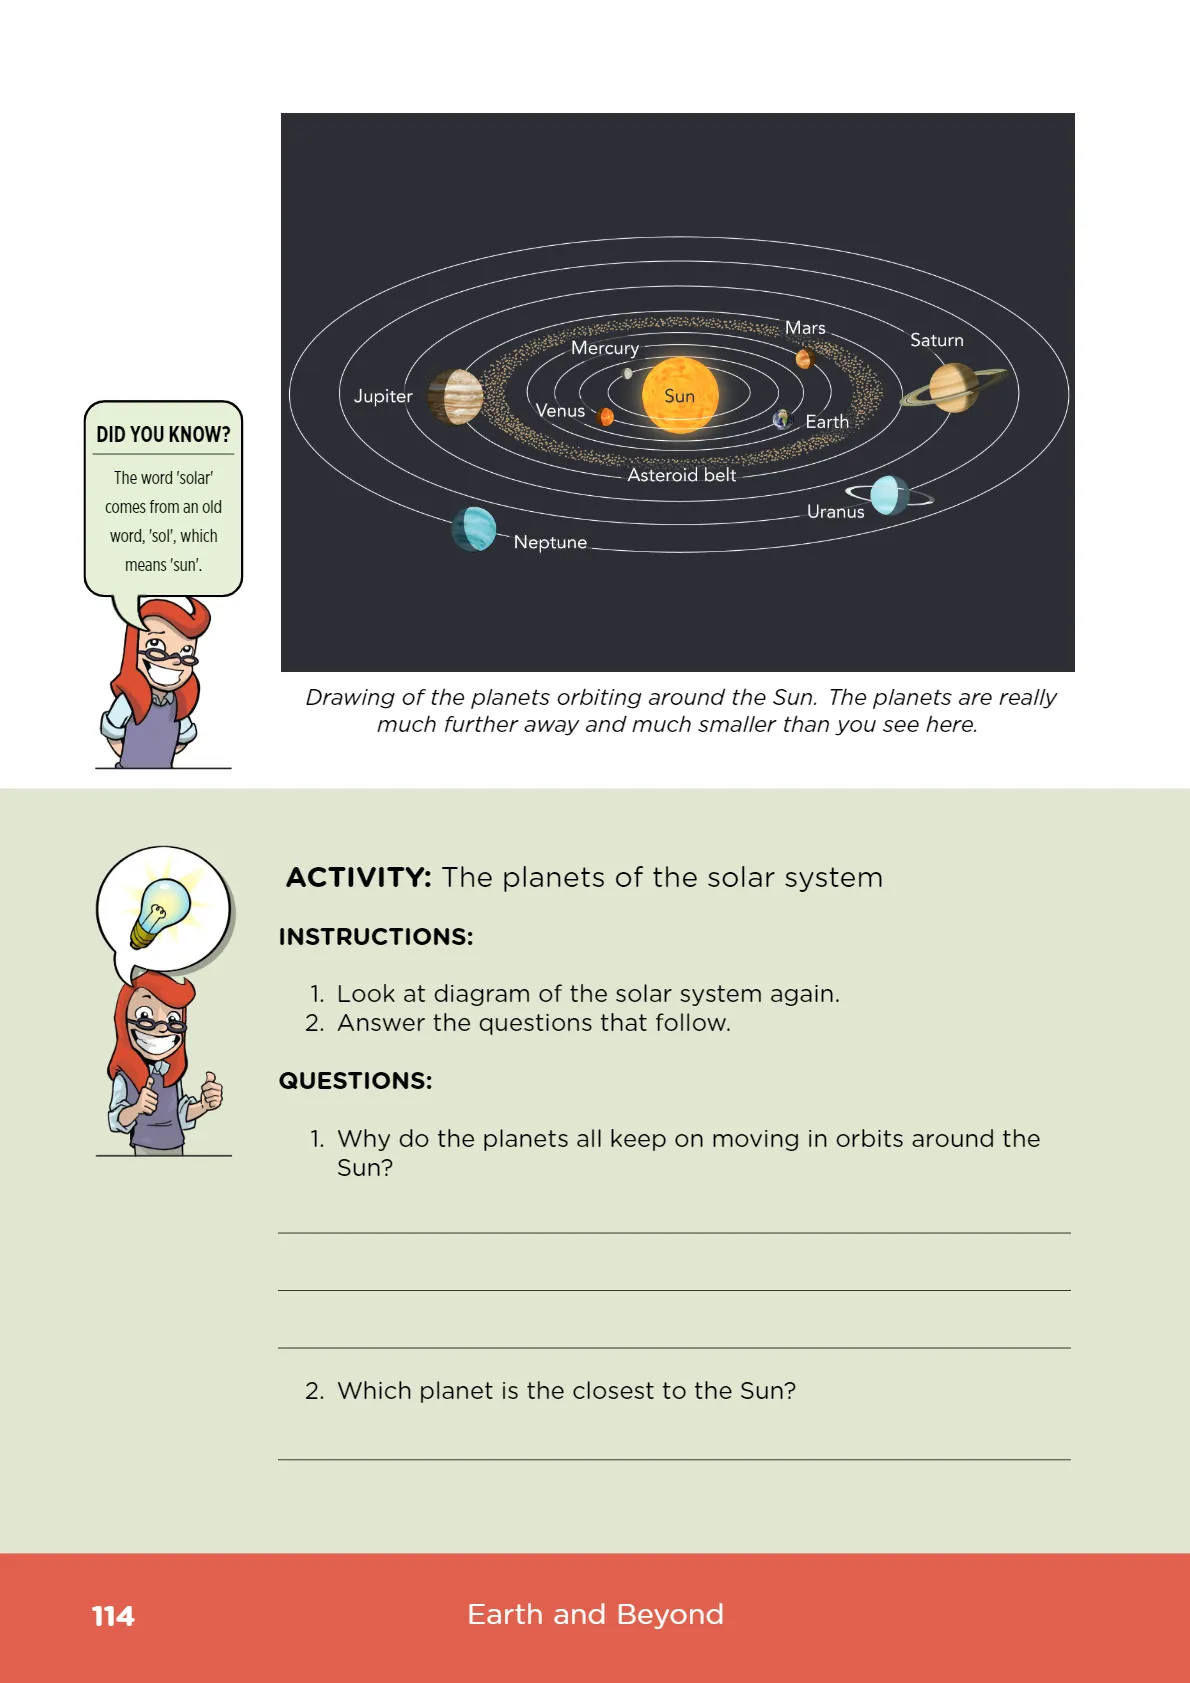 Mars
Saturn
Mercury
Jupiter
Sun
Venus
Earth
Asteroid belt
Uranus
Neptune
DID YOU KNOW?
The word 'solar'
comes from an old
word, 'sol', which
means 'sun'.
Drawing of the planets orbiting around the Sun. The planets are really
much further away and much smaller than you see here.
ACTIVITY: The planets of the solar system
INSTRUCTIONS:
1. Look at diagram of the solar system again.
2. Answer the questions that follow.
QUESTIONS:
1. Why do the planets all keep on moving in orbits around the
Sun?
2. Which planet is the closest to the Sun?
114
Earth and Beyond